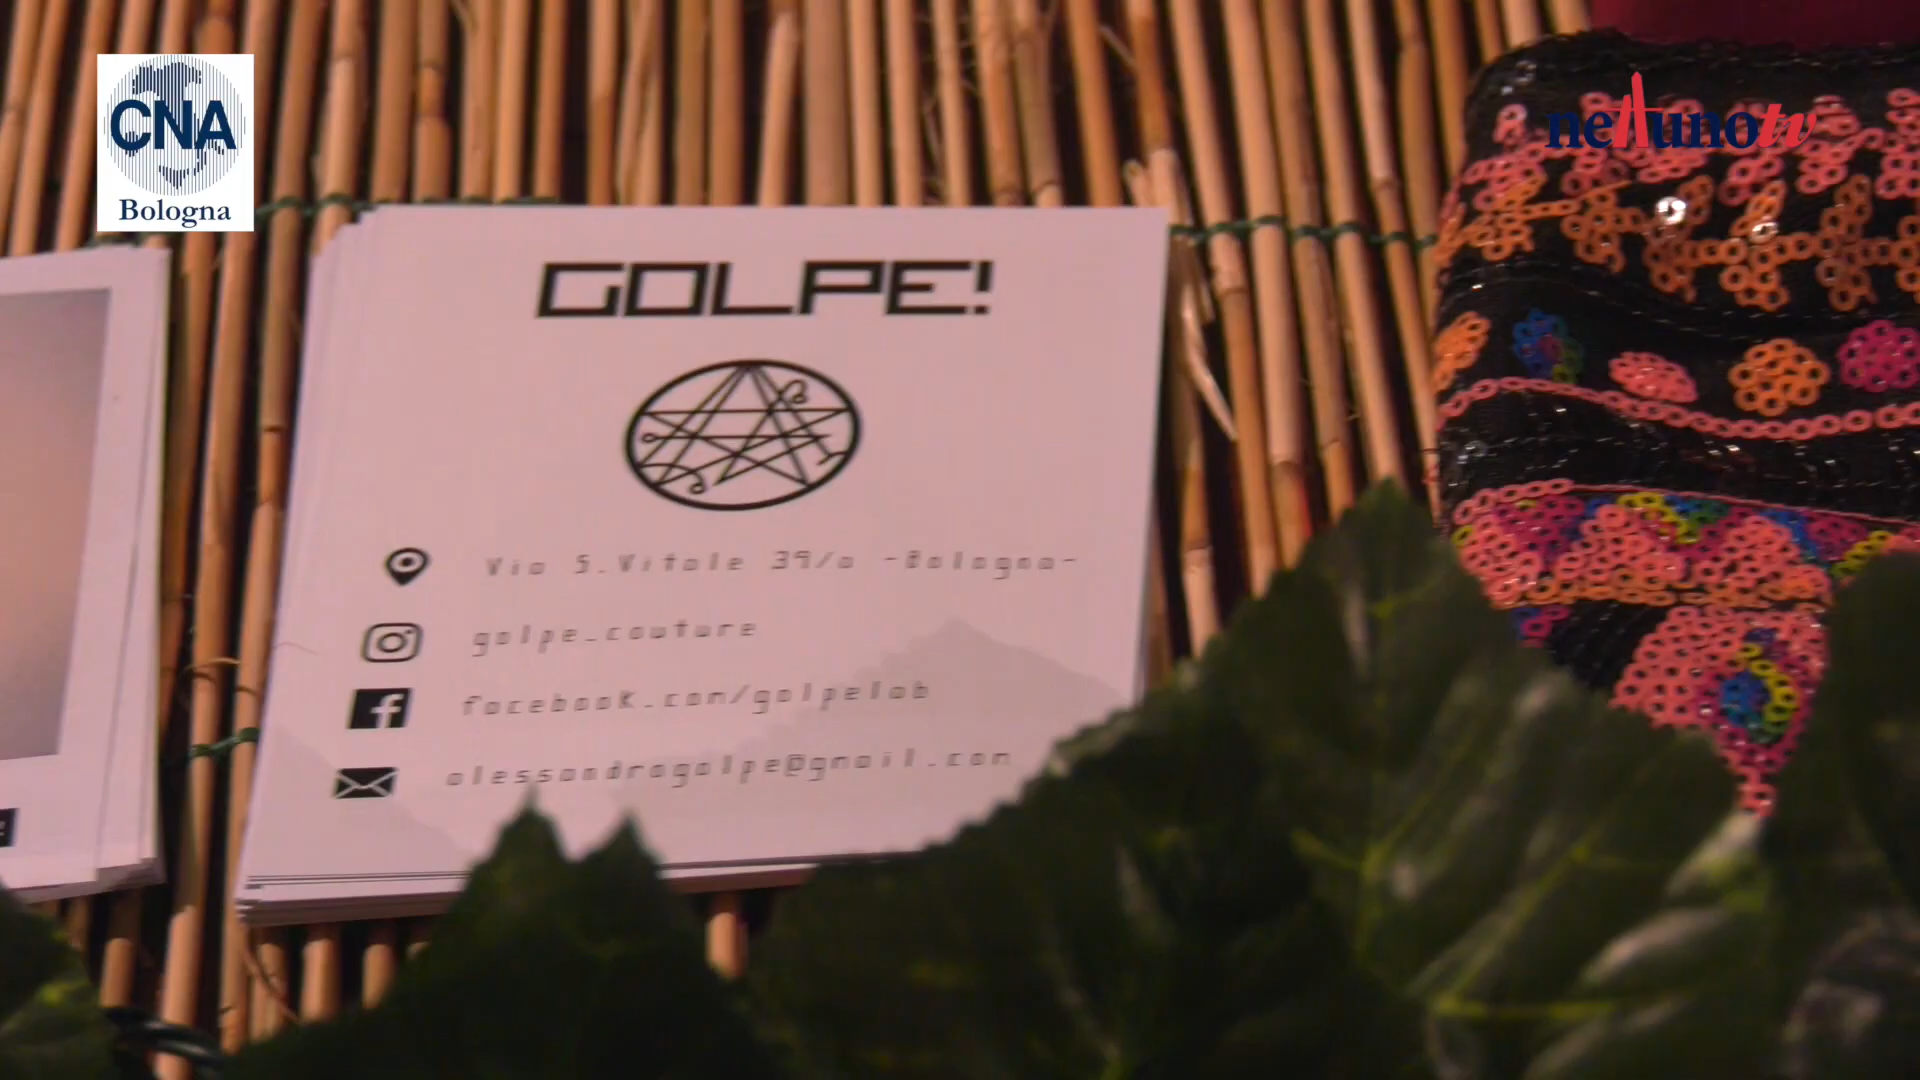 CNA
Bologna
nettunotv
GOLPE!
Via S.Vitale 39/a -Bologna-
golpe_couture
facebook.com/golpelab
alessandragolpe@gmail.com